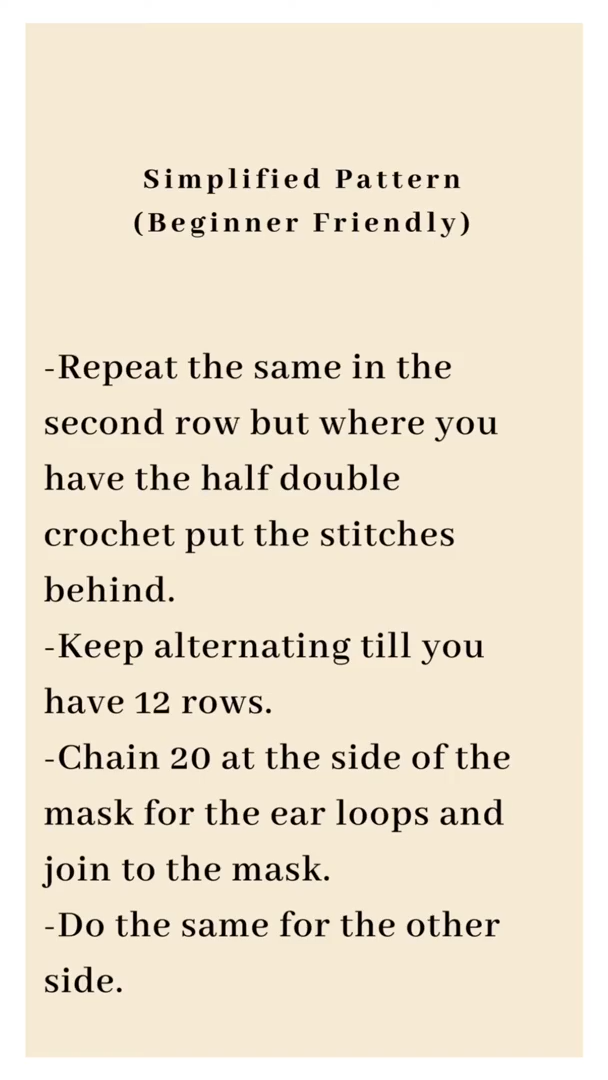 Simplified Pattern
(Beginner Friendly)
-Repeat the same in the
second row but where you
have the half double
crochet put the stitches
behind.
-Keep alternating till you
have 12 rows.
-Chain 20 at the side of the
mask for the ear loops and
join to the mask.
-Do the same for the other
side.